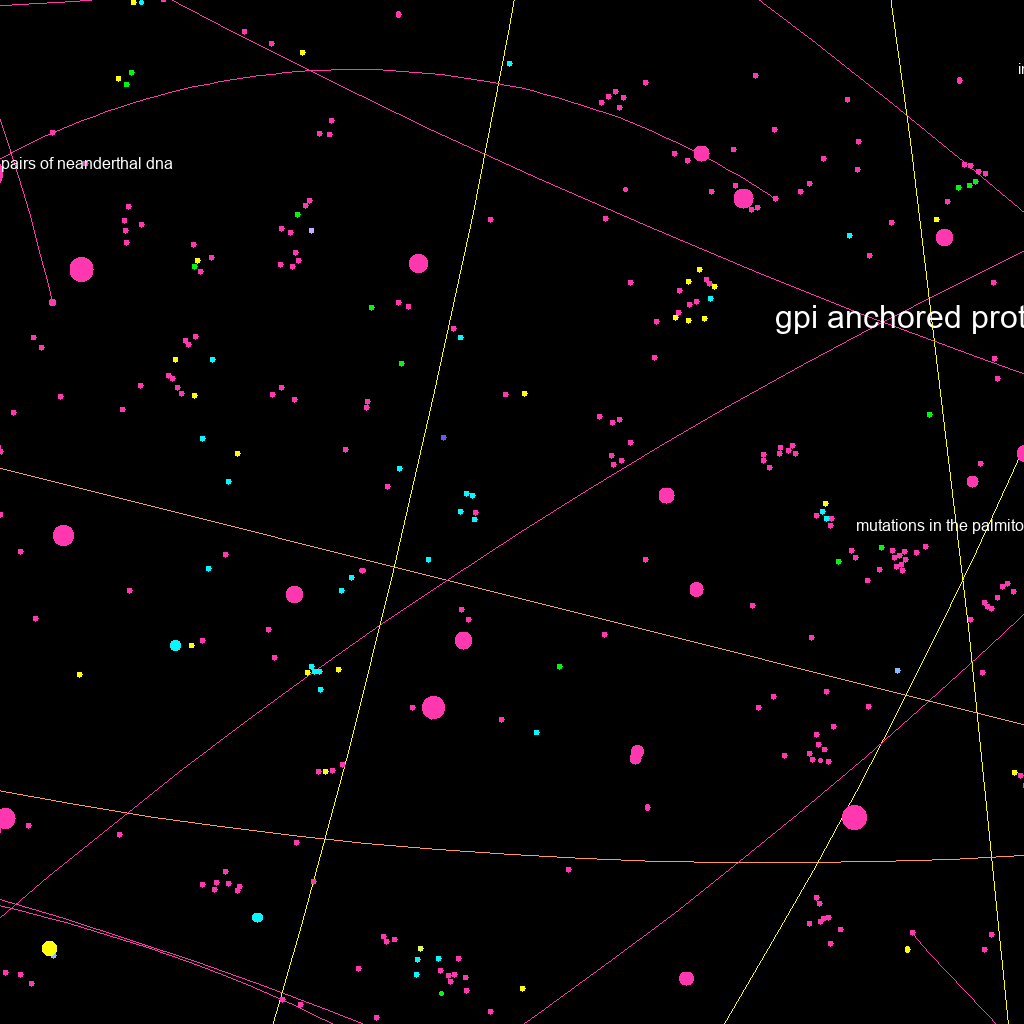 pairs of neanderthal dna
gpi anchored prot
mutations in the palmito